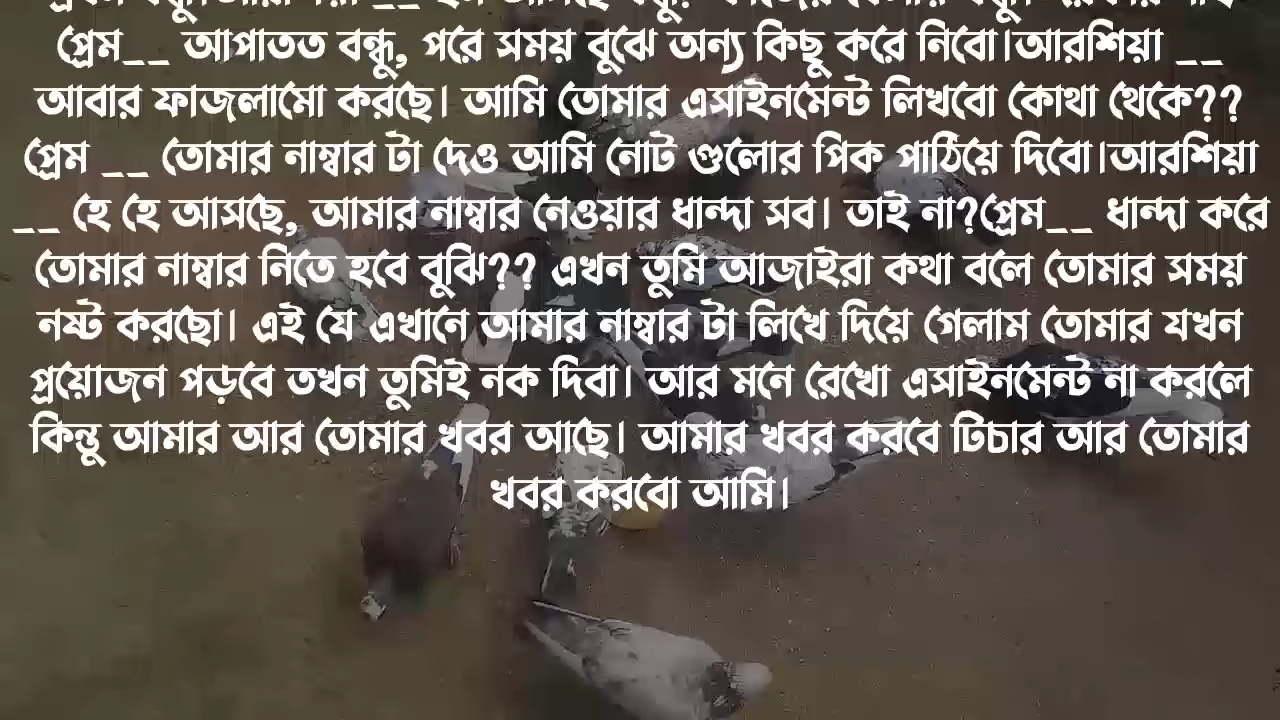 প্রেম__ আপাতত বন্ধু, পরে সময় বুঝে অন্য কিছু করে নিবো।আরশিয়া __
আবার ফাজলামো করছে। আমি তোমার এসাইনমেন্ট লিখবো কোথা থেকে??
প্রেম __ তোমার নাম্বার টা দেও আমি নোট গুলোর পিক পাঠিয়ে দিবো।আরশিয়া
__ হে হে আসছে, আমার নাম্বার নেওয়ার ধান্দা সব। তাই না?প্রেম__ ধান্দা করে
তোমার নাম্বার নিতে হবে বুঝি?? এখন তুমি আজাইরা কথা বলে তোমার সময়
নষ্ট করছো। এই যে এখানে আমার নাম্বার টা লিখে দিয়ে গেলাম তোমার যখন
প্রয়োজন পড়বে তখন তুমিই নক দিবা। আর মনে রেখো এসাইনমেন্ট না করলে
কিন্তু আমার আর তোমার খবর আছে। আমার খবর করবে টিচার আর তোমার
খবর করবো আমি।